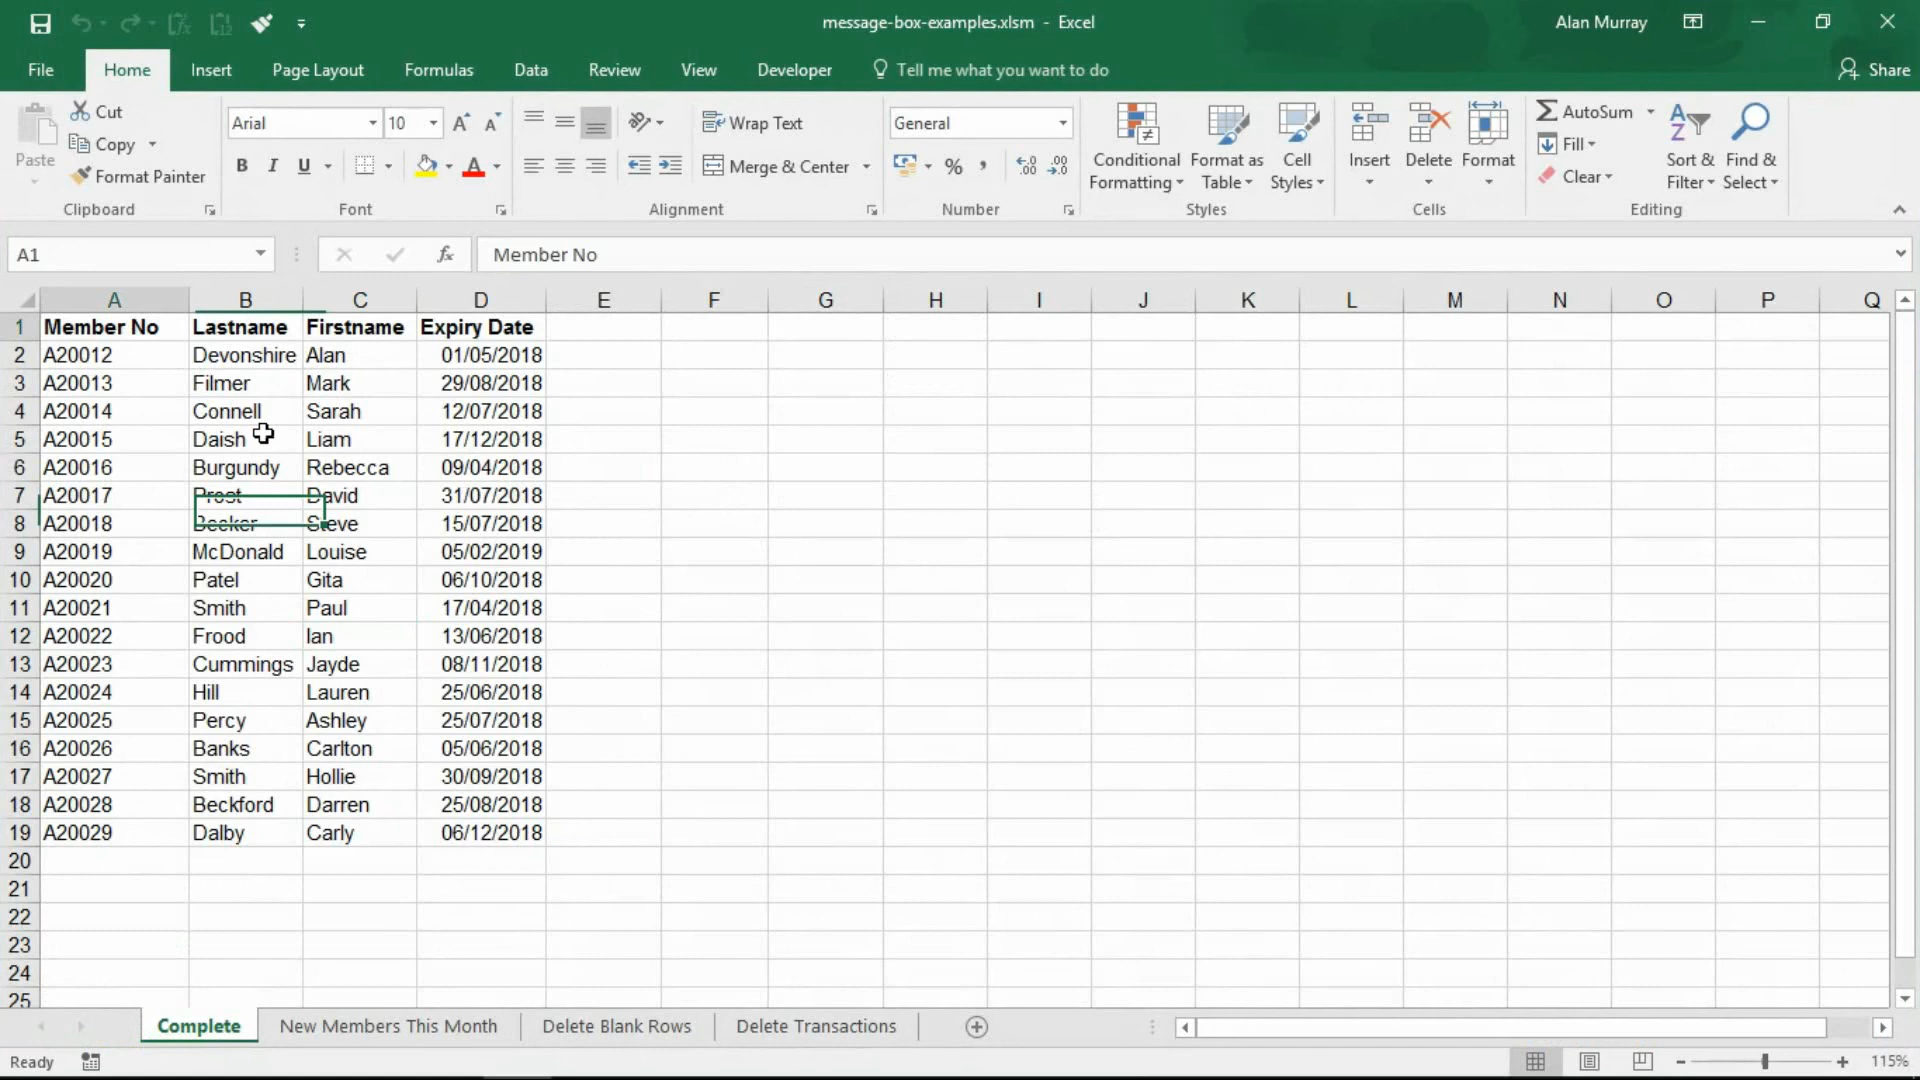 message-box-examples.xlsm - Excel
Alan Murray
File Home Insert Page Layout Formulas Data Review View Developer Tell me what you want to do Share
Paste
Cut
Copy
Format Painter
Clipboard
Arial 10
B I U
Font
Wrap Text
Merge & Center
Alignment
General
Number
Conditional Formatting
Format as Table
Cell Styles
Styles
Insert
Delete
Format
Cells
AutoSum
Fill
Clear
Sort & Filter
Find & Select
Editing
A1 fx Member No
A B C D E F G H I J K L M N O P Q
1 Member No Lastname Firstname Expiry Date
2 A20012 Devonshire Alan 01/05/2018
3 A20013 Filmer Mark 29/08/2018
4 A20014 Connell Sarah 12/07/2018
5 A20015 Daish Liam 17/12/2018
6 A20016 Burgundy Rebecca 09/04/2018
7 A20017 Prost David 31/07/2018
8 A20018 Becker Steve 15/07/2018
9 A20019 McDonald Louise 05/02/2019
10 A20020 Patel Gita 06/10/2018
11 A20021 Smith Paul 17/04/2018
12 A20022 Frood Ian 13/06/2018
13 A20023 Cummings Jayde 08/11/2018
14 A20024 Hill Lauren 25/06/2018
15 A20025 Percy Ashley 25/07/2018
16 A20026 Banks Carlton 05/06/2018
17 A20027 Smith Hollie 30/09/2018
18 A20028 Beckford Darren 25/08/2018
19 A20029 Dalby Carly 06/12/2018
20
21
22
23
24
25
Complete New Members This Month Delete Blank Rows Delete Transactions
Ready
115%